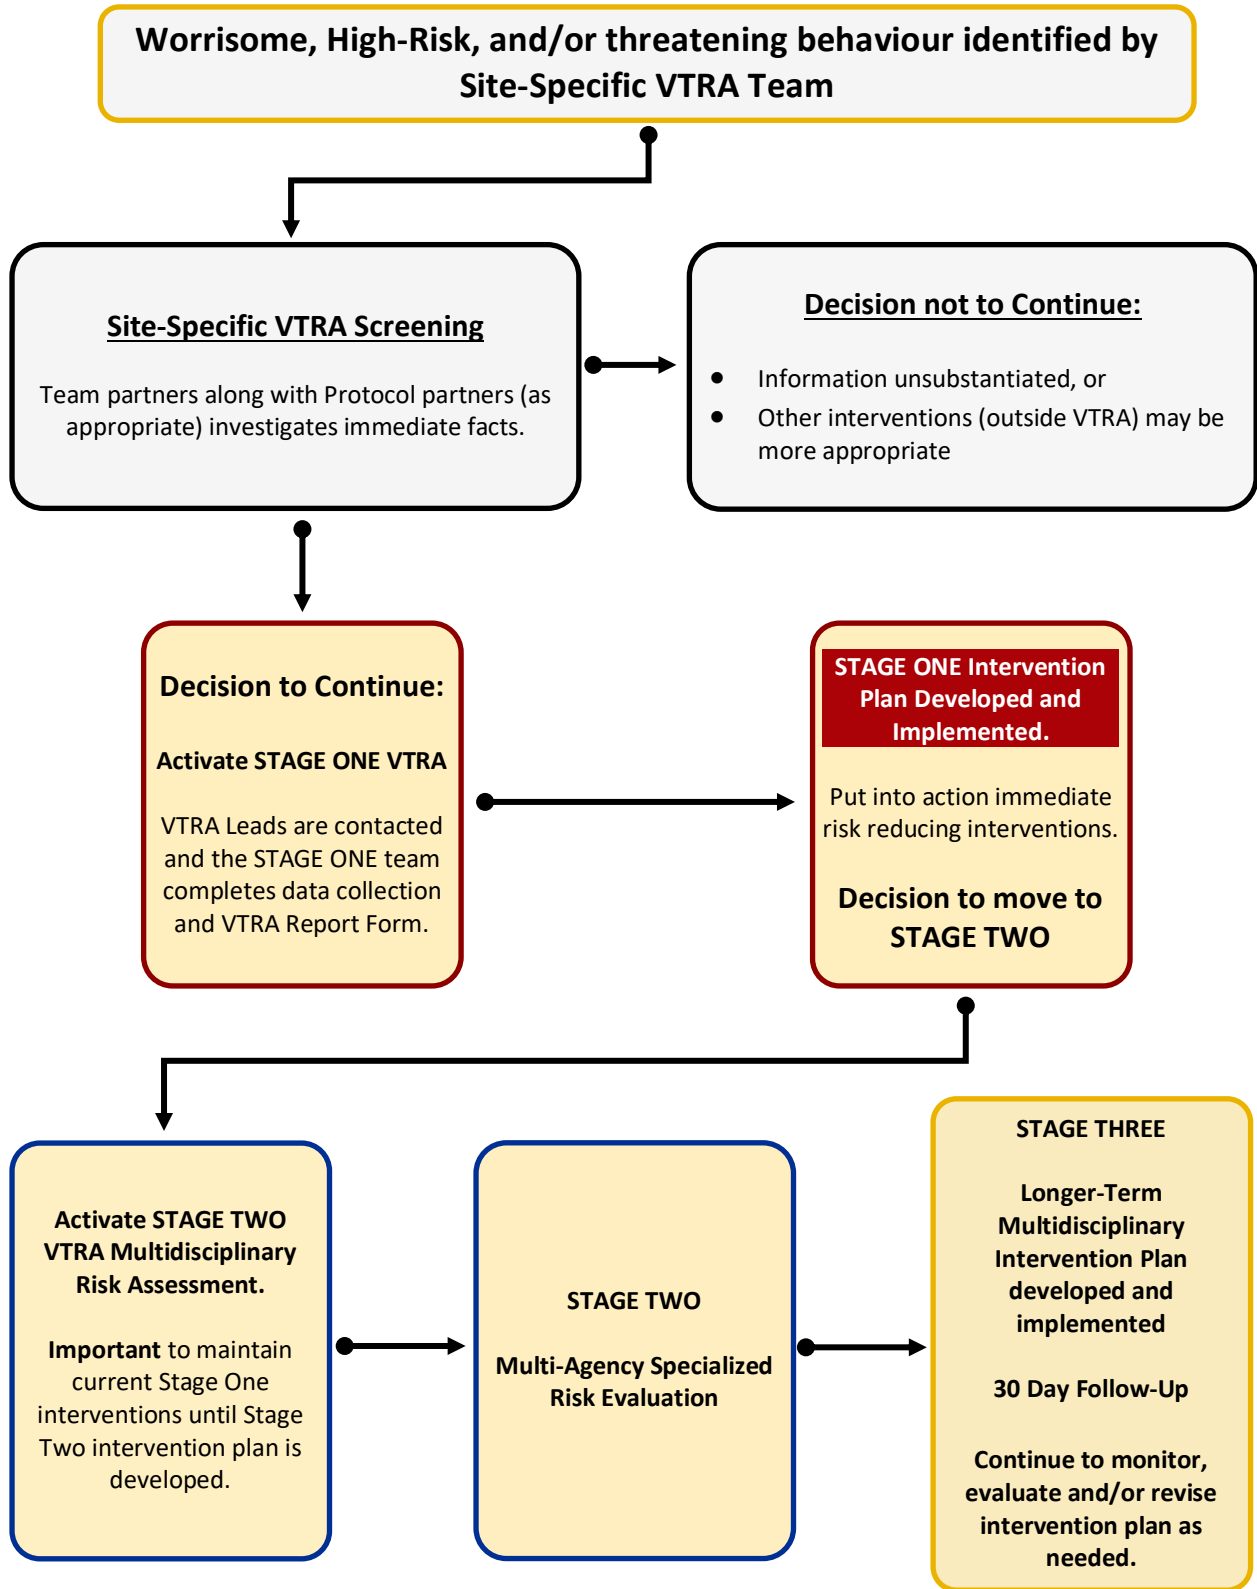 Worrisome, High-Risk, and/or threatening behaviour identified by
Site-Specific VTRA Team
Site-Specific VTRA Screening
Team partners along with Protocol partners (as
appropriate) investigates immediate facts.
Decision not to Continue:
• Information unsubstantiated, or
• Other interventions (outside VTRA) may be
more appropriate
Decision to Continue:
Activate STAGE ONE VTRA
VTRA Leads are contacted
and the STAGE ONE team
completes data collection
and VTRA Report Form.
STAGE ONE Intervention
Plan Developed and
Implemented.
Put into action immediate
risk reducing interventions.
Decision to move to
STAGE TWO
Activate STAGE TWO
VTRA Multidisciplinary
Risk Assessment.
Important to maintain
current Stage One
interventions until Stage
Two intervention plan is
developed.
STAGE TWO
Multi-Agency Specialized
Risk Evaluation
STAGE THREE
Longer-Term
Multidisciplinary
Intervention Plan
developed and
implemented
30 Day Follow-Up
Continue to monitor,
evaluate and/or revise
intervention plan as
needed.